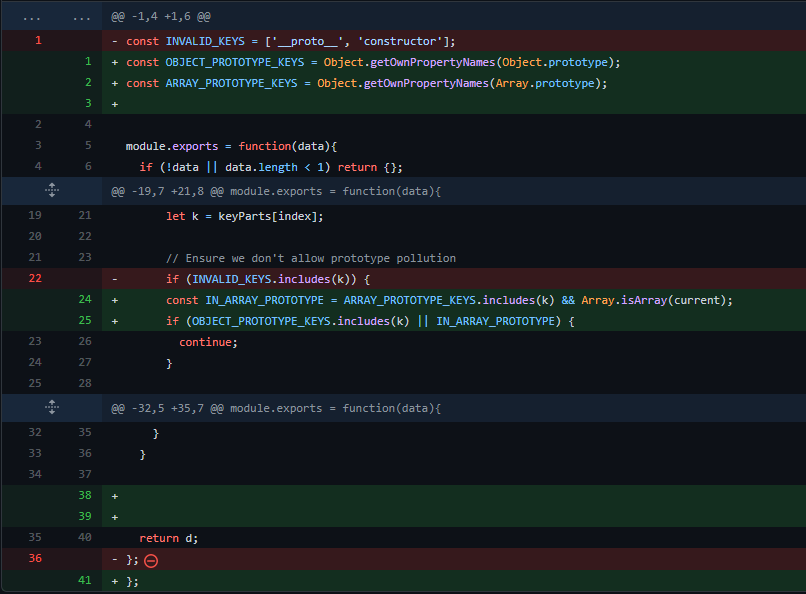 ... ... @@ -1,4 +1,6 @@
1 - const INVALID_KEYS = ['__proto__', 'constructor'];
1 + const OBJECT_PROTOTYPE_KEYS = Object.getOwnPropertyNames(Object.prototype);
2 + const ARRAY_PROTOTYPE_KEYS = Object.getOwnPropertyNames(Array.prototype);
3 +
2 4
3 5 module.exports = function(data){
4 6 if (!data || data.length < 1) return {};
@@ -19,7 +21,8 @@ module.exports = function(data){
19 21 let k = keyParts[index];
20 22
21 23 // Ensure we don't allow prototype pollution
22 - if (INVALID_KEYS.includes(k)) {
24 + const IN_ARRAY_PROTOTYPE = ARRAY_PROTOTYPE_KEYS.includes(k) && Array.isArray(current);
25 + if (OBJECT_PROTOTYPE_KEYS.includes(k) || IN_ARRAY_PROTOTYPE) {
23 26 continue;
24 27 }
25 28
@@ -32,5 +35,7 @@ module.exports = function(data){
32 35 }
33 36 }
34 37
38 +
39 +
35 40 return d;
36 - };
41 + };